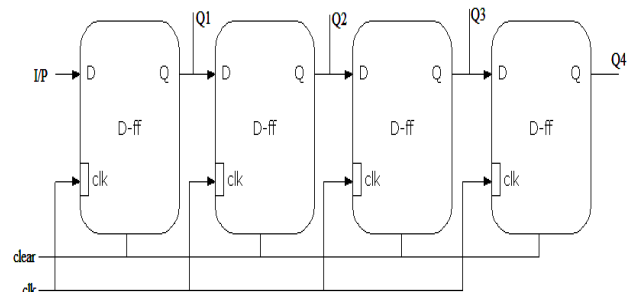 Q1 Q2 Q3
I/P D Q D Q D Q D Q Q4
D-ff D-ff D-ff D-ff
clk clk clk clk
clear
clk